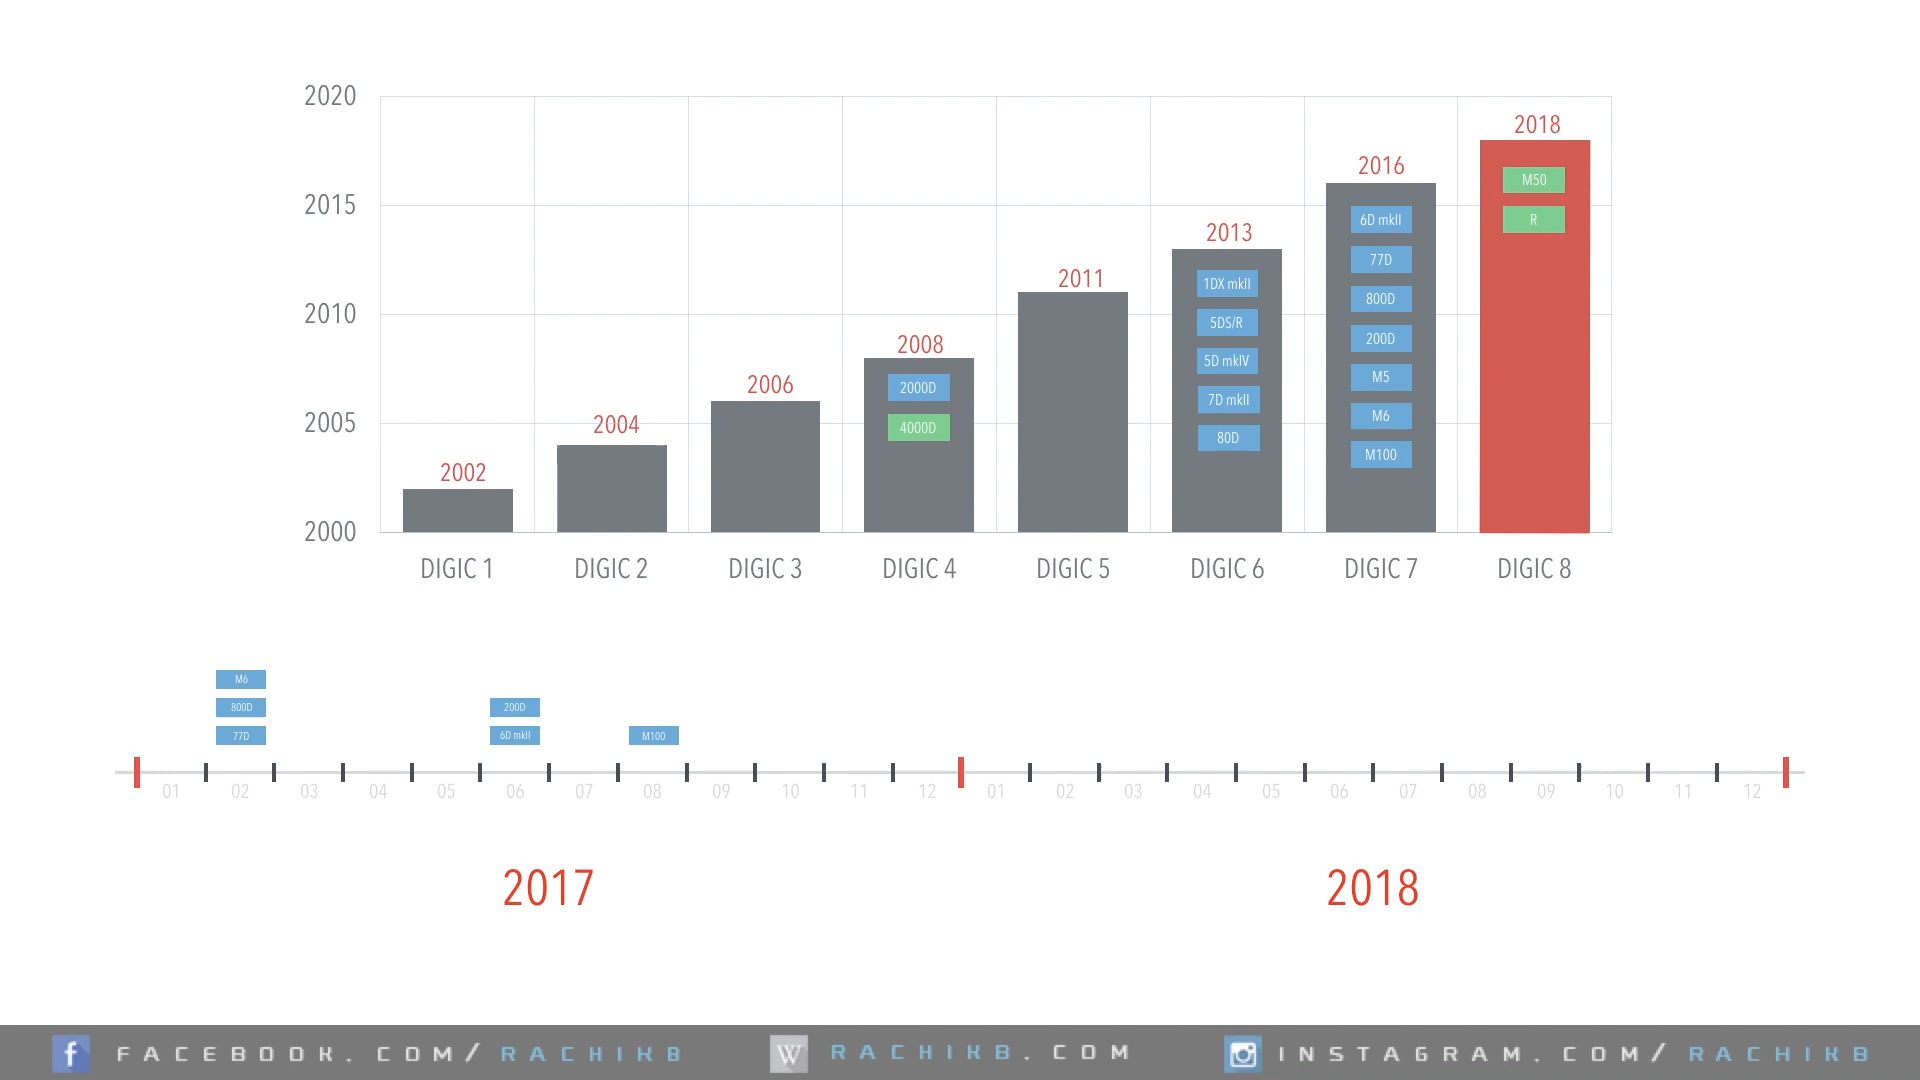 2020
2015
2010
2005
2000
2002
2004
2006
2008
2000D
4000D
2011
2013
1DX mkII
5DS/R
5D mkIV
7D mkII
80D
2016
6D mkII
77D
800D
200D
M5
M6
M100
2018
M50
R
DIGIC 1 DIGIC 2 DIGIC 3 DIGIC 4 DIGIC 5 DIGIC 6 DIGIC 7 DIGIC 8
M6
800D 200D
77D 6D mkII M100
01 02 03 04 05 06 07 08 09 10 11 12 01 02 03 04 05 06 07 08 09 10 11 12
2017 2018
FACEBOOK.COM/RACHIKB RACHIKB.COM INSTAGRAM.COM/RACHIKB